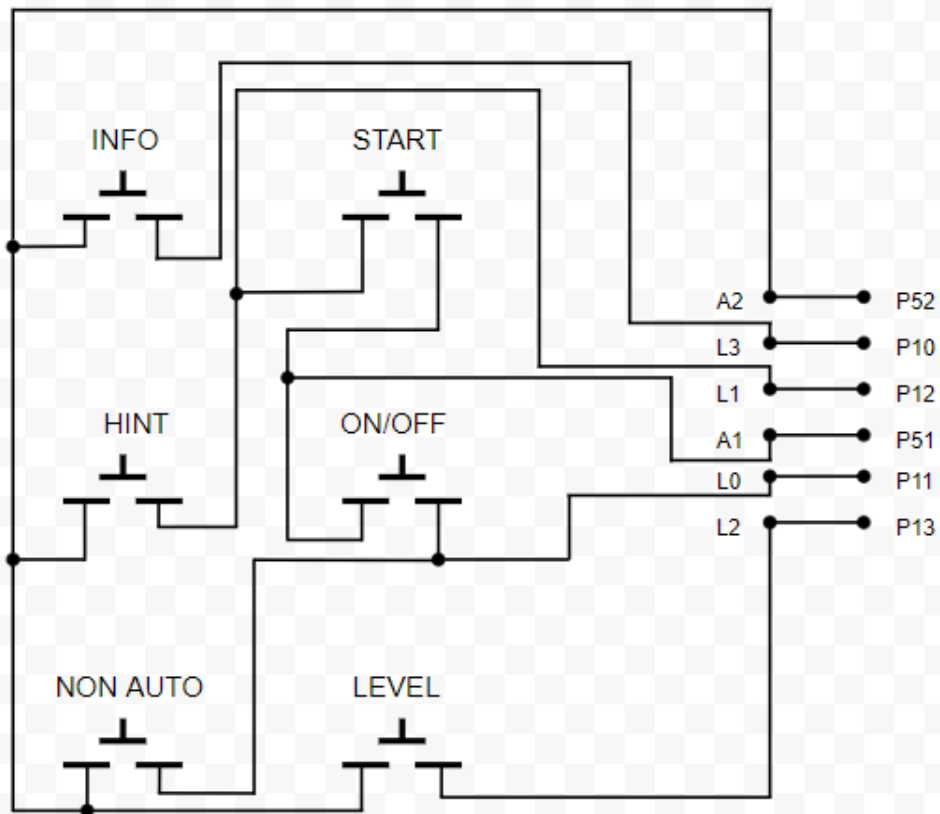 INFO
START
A2
P52
L3
P10
L1
P12
HINT
ON/OFF
A1
P51
L0
P11
L2
P13
NON AUTO
LEVEL